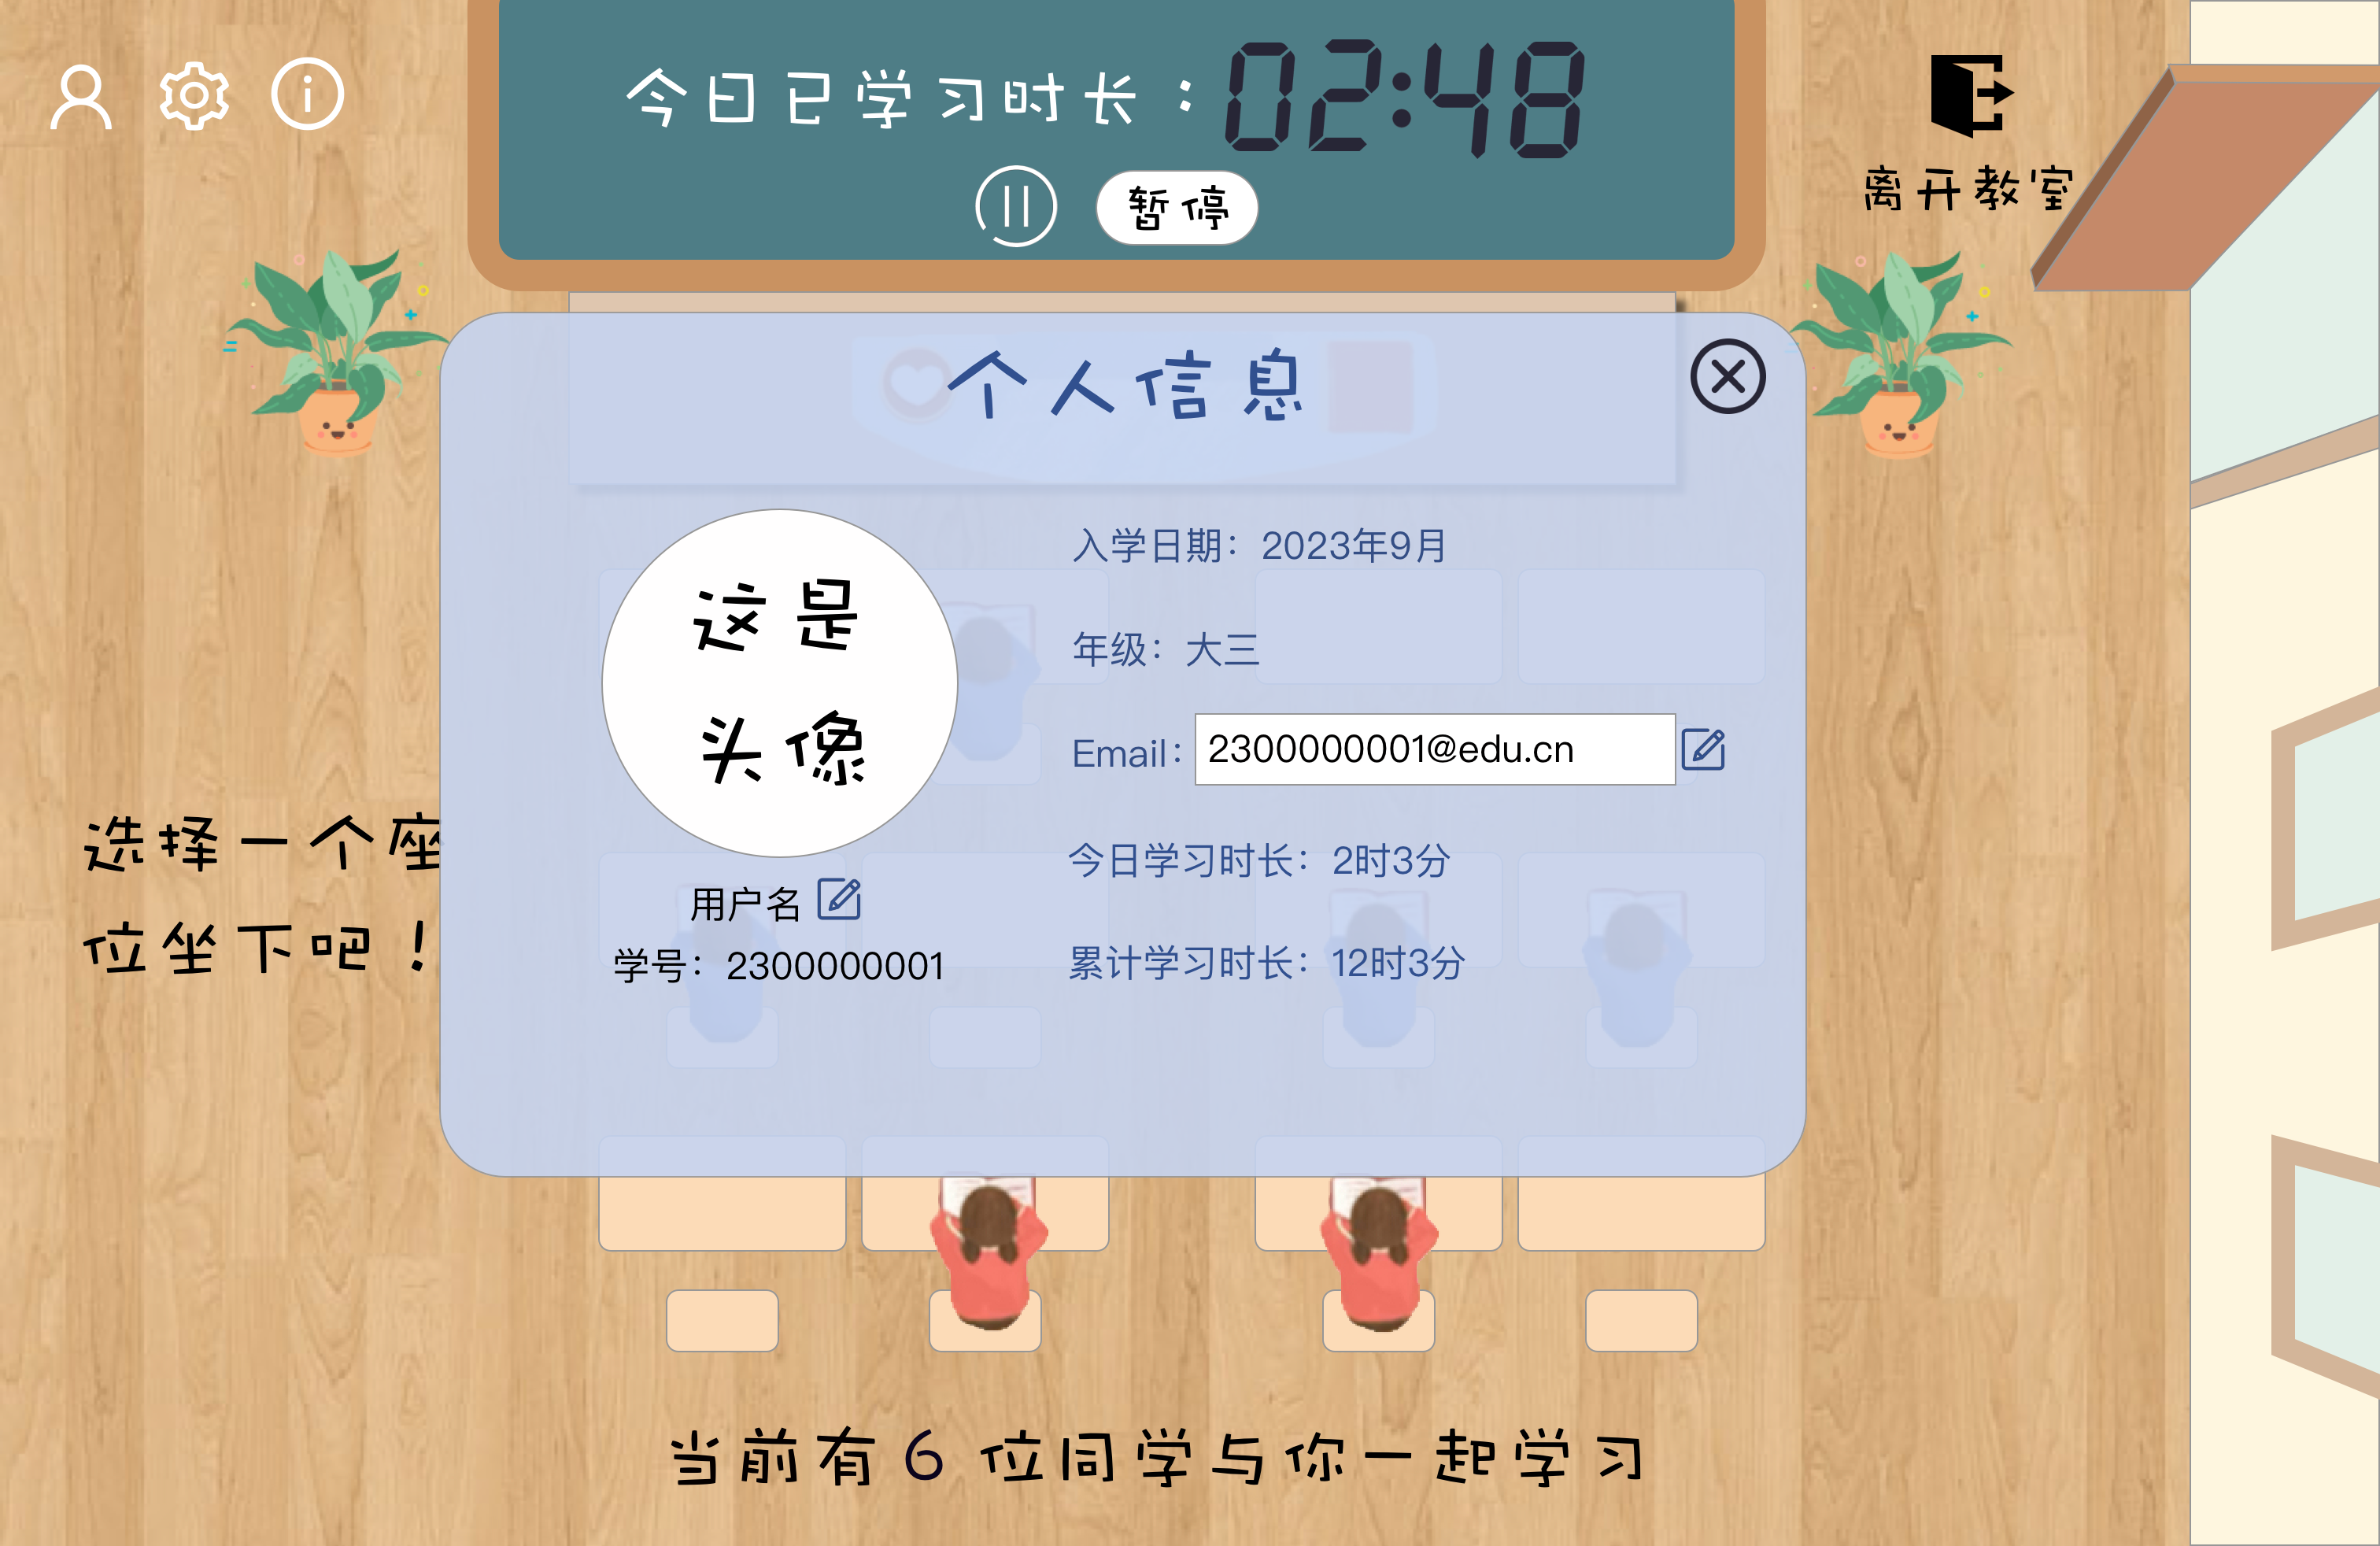 今日已学习时长：02:48
暂停
离开教室
个人信息
这是
头像
用户名
学号：2300000001
入学日期：2023年9月
年级：大三
Email：2300000001@edu.cn
今日学习时长：2时3分
累计学习时长：12时3分
选择一个座
位坐下吧！
当前有6位同学与你一起学习